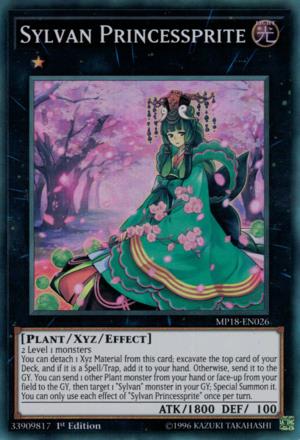 SYLVAN PRINCESSPRITE
LIGHT
光
MP18-EN026
[PLANT/XYZ/EFFECT]
2 Level 1 monsters
You can detach 1 Xyz Material from this card; excavate the top card of your
Deck, and if it is a Spell/Trap, add it to your hand. Otherwise, send it to the
GY. You can send 1 other Plant monster from your hand or face-up from your
field to the GY, then target 1 "Sylvan" monster in your GY; Special Summon it.
You can only use each effect of "Sylvan Princessprite" once per turn.
ATK/1800 DEF/ 100
33909817 1st Edition ©1996 KAZUKI TAKAHASHI